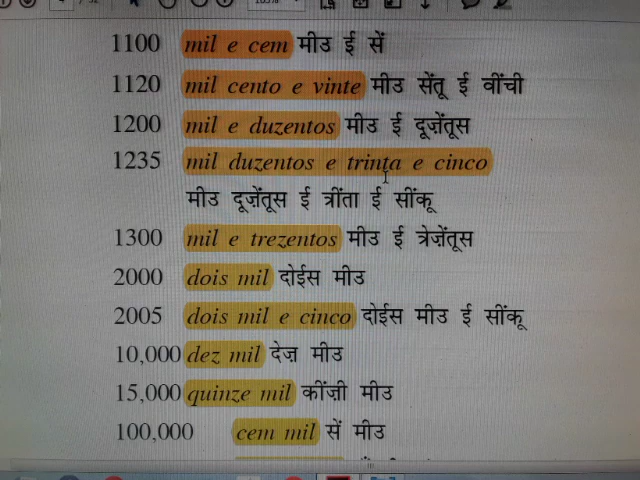 1100 mil e cem मीउ ई सें
1120 mil cento e vinte मीउ सेंतू ई वींची
1200 mil e duzentos मीउ ई दूज़ेंतूस
1235 mil duzentos e trinta e cinco
मीउ दूज़ेंतूस ई त्रींता ई सींकू
1300 mil e trezentos मीउ ई त्रेज़ेंतूस
2000 dois mil दोईस मीउ
2005 dois mil e cinco दोईस मीउ ई सींकू
10,000 dez mil देज़ मीउ
15,000 quinze mil कींज़ी मीउ
100,000 cem mil सें मीउ